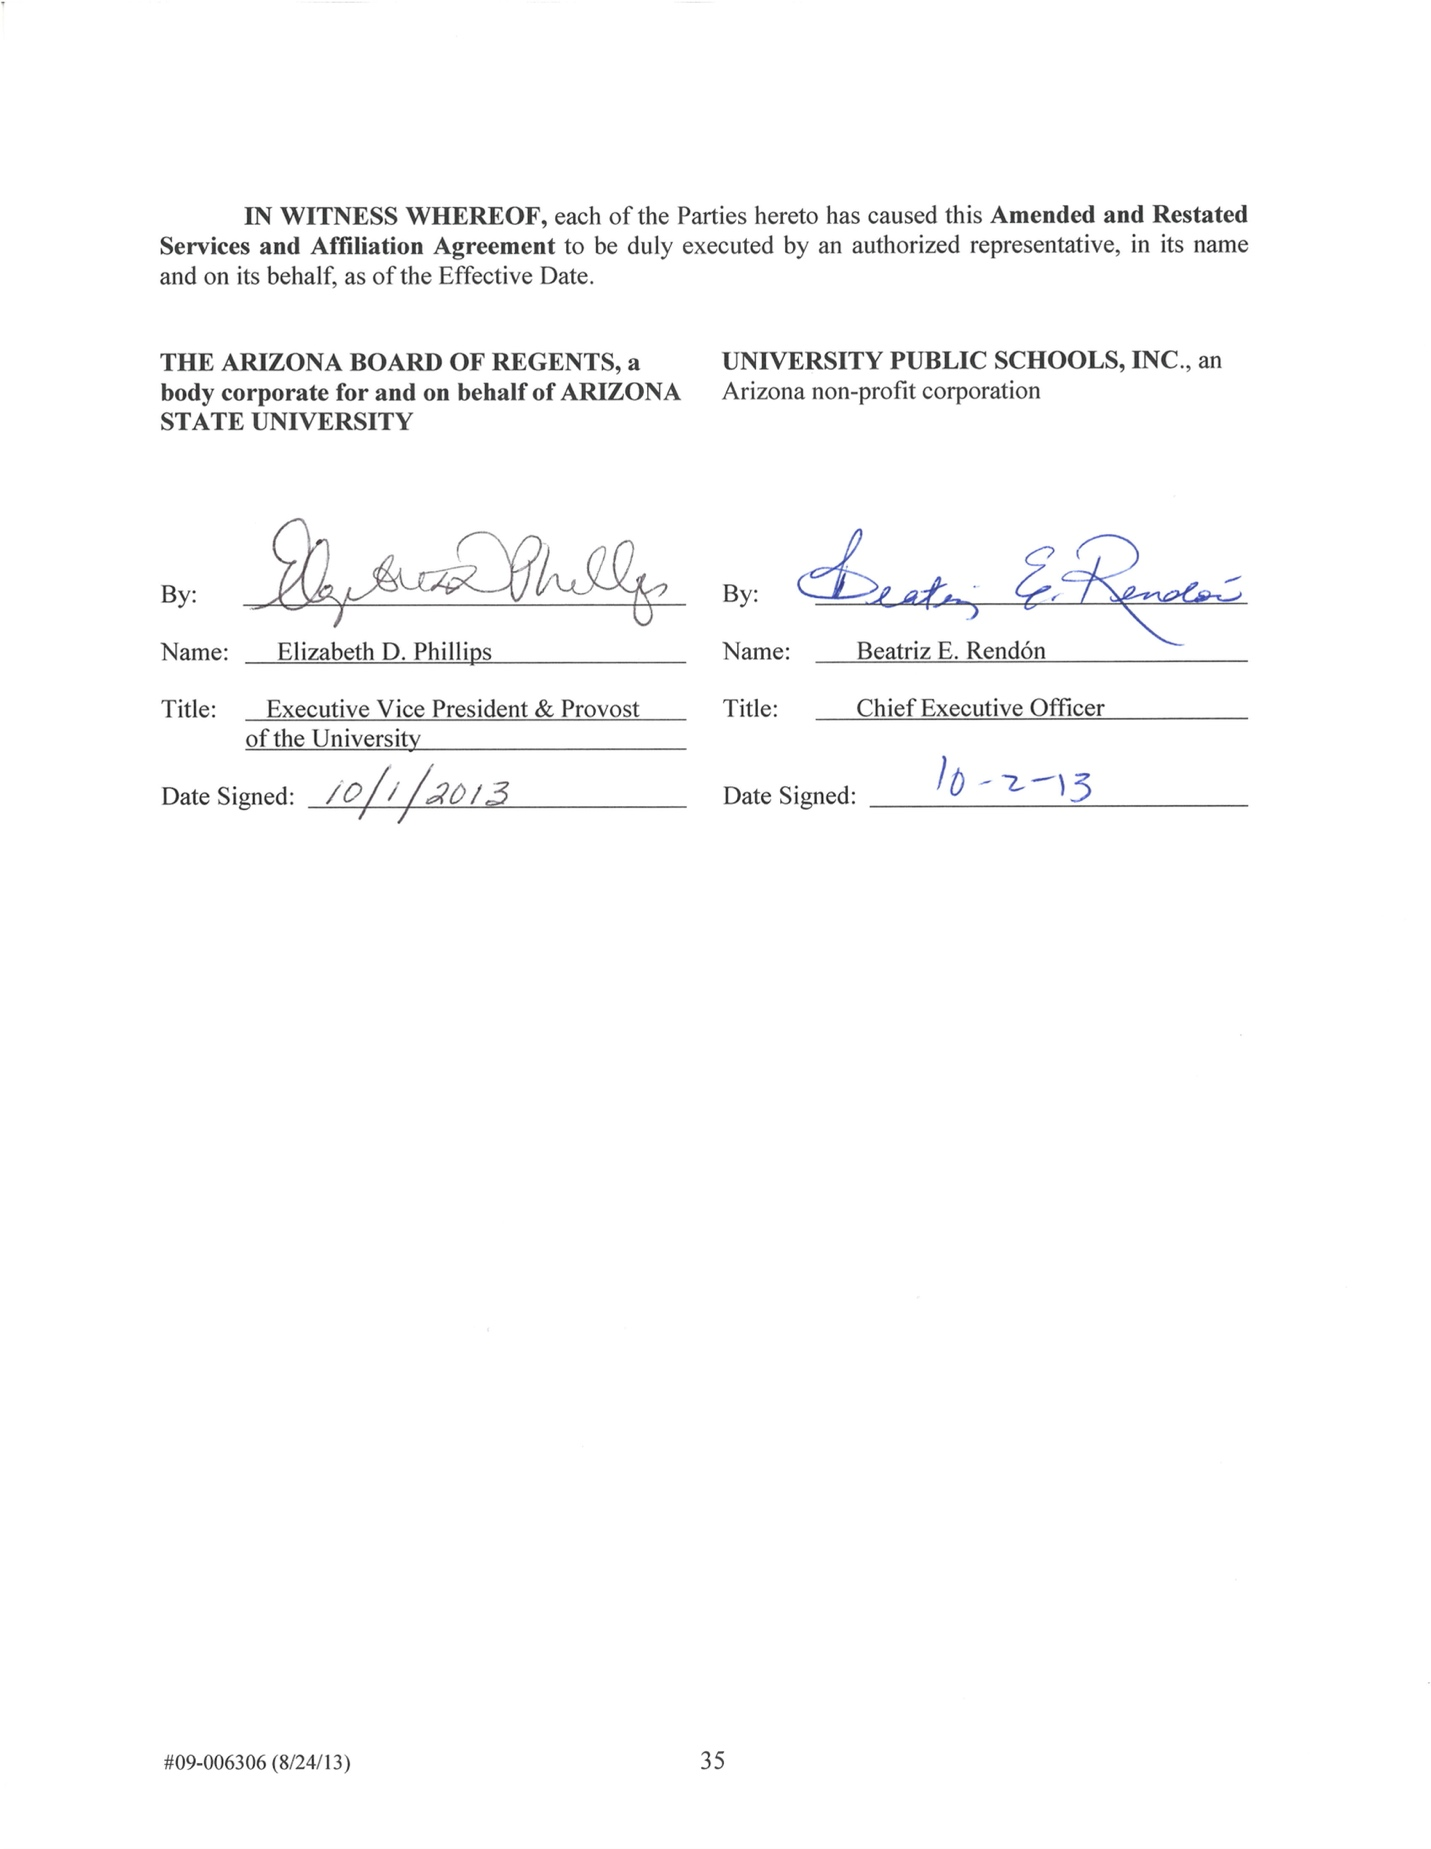 IN WITNESS WHEREOF, each of the Parties hereto has caused this Amended and Restated
Services and Affiliation Agreement to be duly executed by an authorized representative, in its name
and on its behalf, as of the Effective Date.
THE ARIZONA BOARD OF REGENTS, a
body corporate for and on behalf of ARIZONA
STATE UNIVERSITY
By: Elizabeth D Phillips
Name: Elizabeth D. Phillips
Title: Executive Vice President & Provost
of the University
Date Signed: 10/1/2013
UNIVERSITY PUBLIC SCHOOLS, INC., an
Arizona non-profit corporation
By: Beatriz E. Rendón
Name: Beatriz E. Rendón
Title: Chief Executive Officer
Date Signed: 10-2-13
#09-006306 (8/24/13)
35